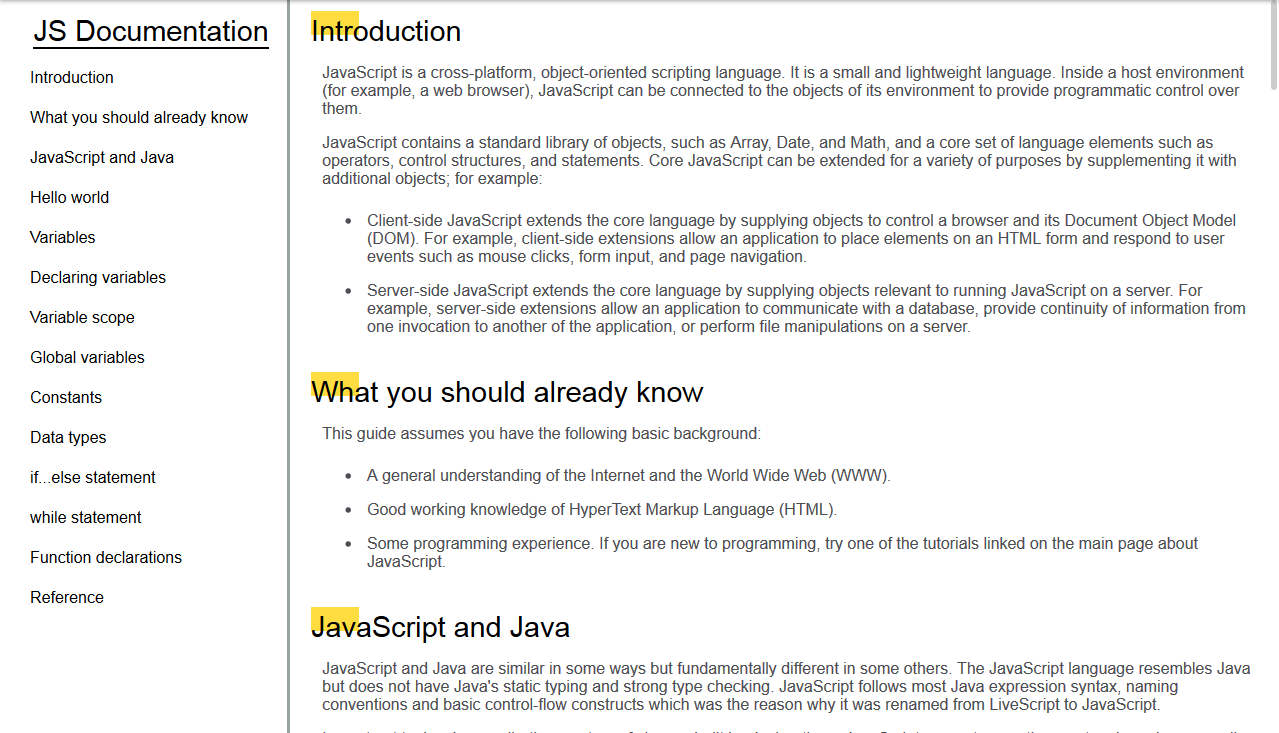 JS Documentation
Introduction
What you should already know
JavaScript and Java
Hello world
Variables
Declaring variables
Variable scope
Global variables
Constants
Data types
if...else statement
while statement
Function declarations
Reference
Introduction
JavaScript is a cross-platform, object-oriented scripting language. It is a small and lightweight language. Inside a host environment
(for example, a web browser), JavaScript can be connected to the objects of its environment to provide programmatic control over
them.
JavaScript contains a standard library of objects, such as Array, Date, and Math, and a core set of language elements such as
operators, control structures, and statements. Core JavaScript can be extended for a variety of purposes by supplementing it with
additional objects; for example:
• Client-side JavaScript extends the core language by supplying objects to control a browser and its Document Object Model
(DOM). For example, client-side extensions allow an application to place elements on an HTML form and respond to user
events such as mouse clicks, form input, and page navigation.
• Server-side JavaScript extends the core language by supplying objects relevant to running JavaScript on a server. For
example, server-side extensions allow an application to communicate with a database, provide continuity of information from
one invocation to another of the application, or perform file manipulations on a server.
What you should already know
This guide assumes you have the following basic background:
• A general understanding of the Internet and the World Wide Web (WWW).
• Good working knowledge of HyperText Markup Language (HTML).
• Some programming experience. If you are new to programming, try one of the tutorials linked on the main page about
JavaScript.
JavaScript and Java
JavaScript and Java are similar in some ways but fundamentally different in some others. The JavaScript language resembles Java
but does not have Java's static typing and strong type checking. JavaScript follows most Java expression syntax, naming
conventions and basic control-flow constructs which was the reason why it was renamed from LiveScript to JavaScript.